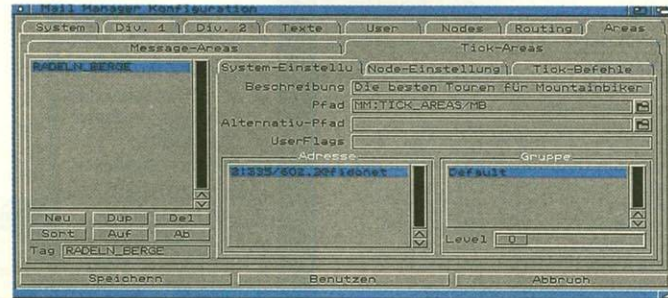 Mail Manager Konfiguration
System Div. 1 Div. 2 Texte User Nodes Routing Areas
Message-Areas Tick-Areas
RADELN_BERGE
System-Einstellu Node-Einstellung Tick-Befehle
Beschreibung Die besten Touren für Mountainbiker
Pfad MM:TICK_AREAS/MB
Alternativ-Pfad
UserFlags
Adresse
2:335/602.2@fidonet
Gruppe
Default
Level 0
Neu Dup Del
Sort Auf Ab
Tag RADELN_BERGE
Speichern Benutzen Abbruch